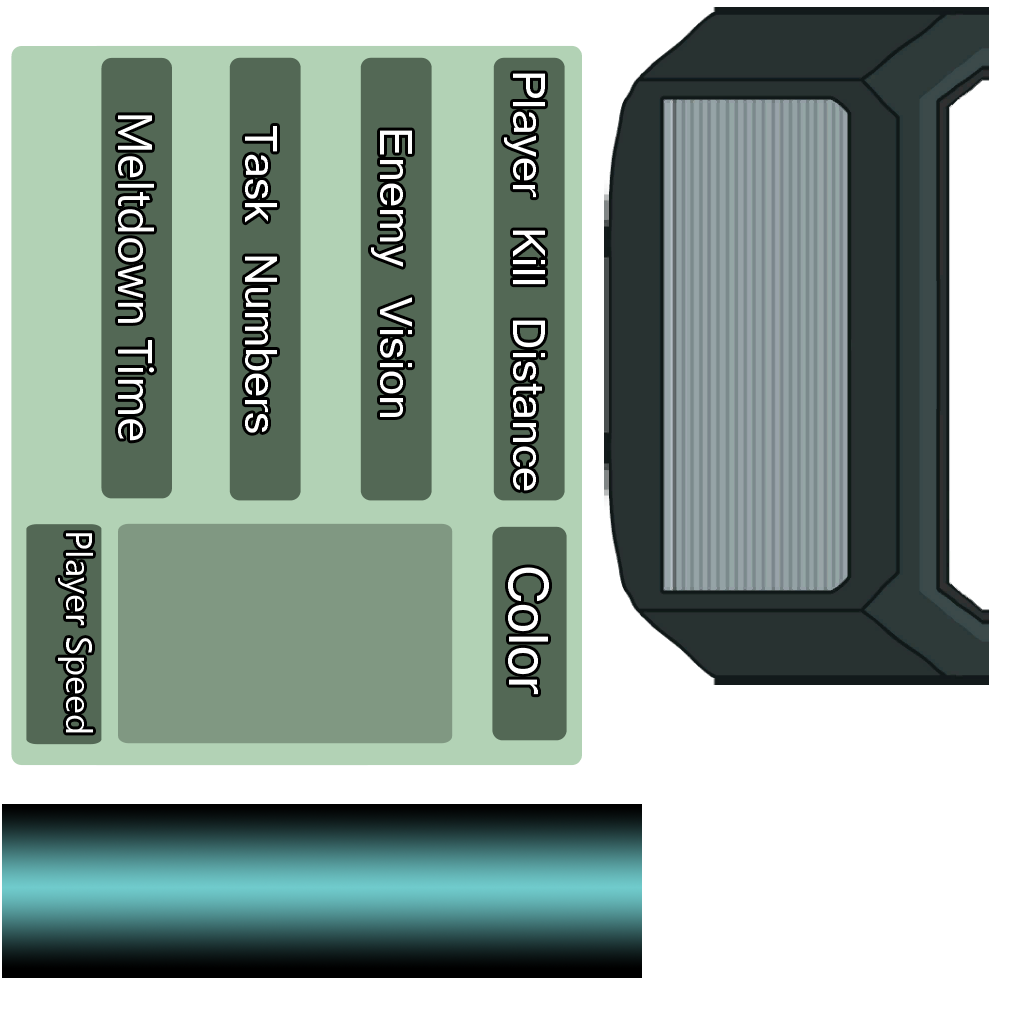 Player Kill Distance
Color
Enemy Vision
Task Numbers
Meltdown Time
Player Speed